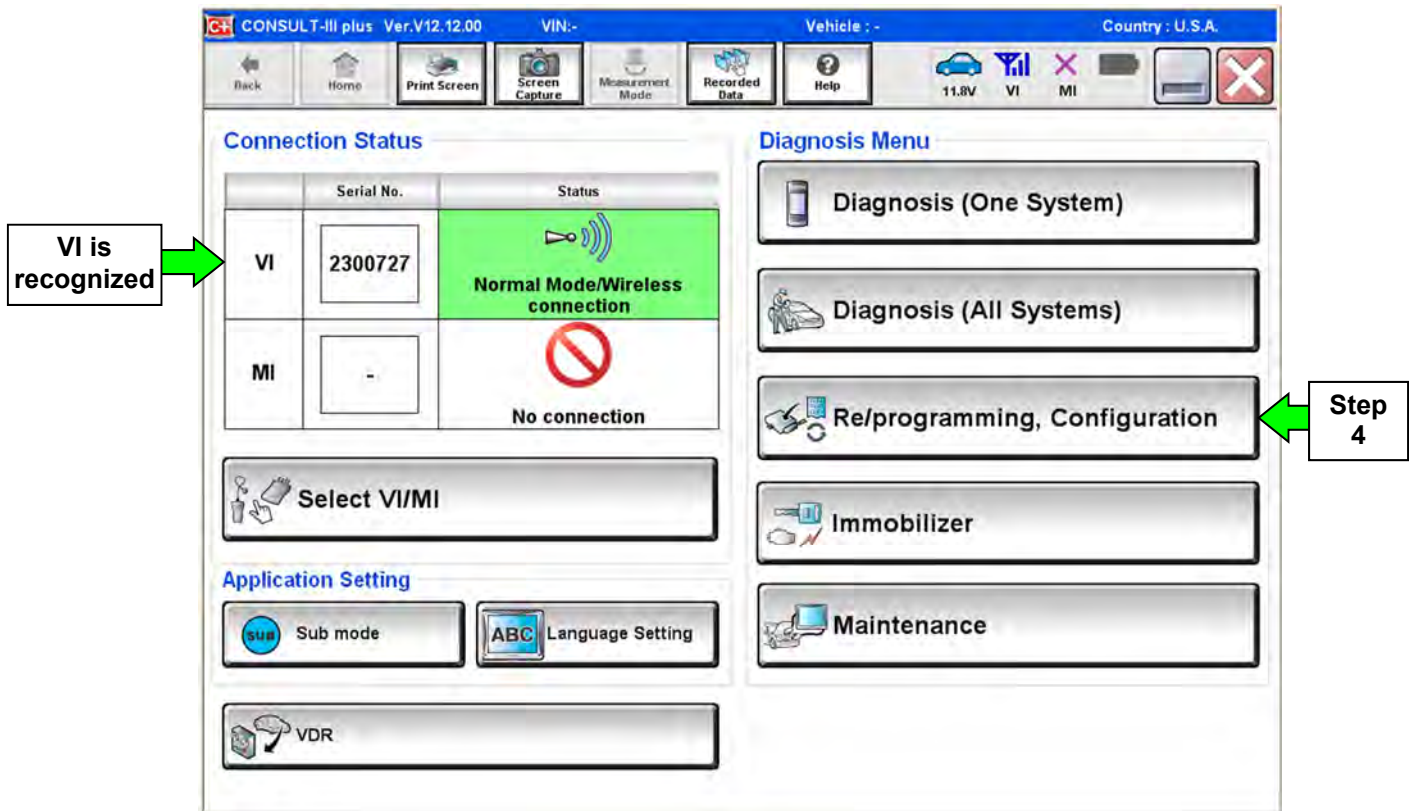 C+ CONSULT-III plus Ver.V12.12.00 VIN:- Vehicle : - Country : U.S.A.
Back
Home
Print Screen
Screen
Capture
Measurement
Mode
Recorded
Data
Help
11.8V
VI
MI
Connection Status
Serial No.
Status
VI
2300727
Normal Mode/Wireless
connection
MI
-
No connection
Select VI/MI
Application Setting
SUB
Sub mode
ABC
Language Setting
VDR
Diagnosis Menu
Diagnosis (One System)
Diagnosis (All Systems)
Re/programming, Configuration
Immobilizer
Maintenance
VI is
recognized
Step
4